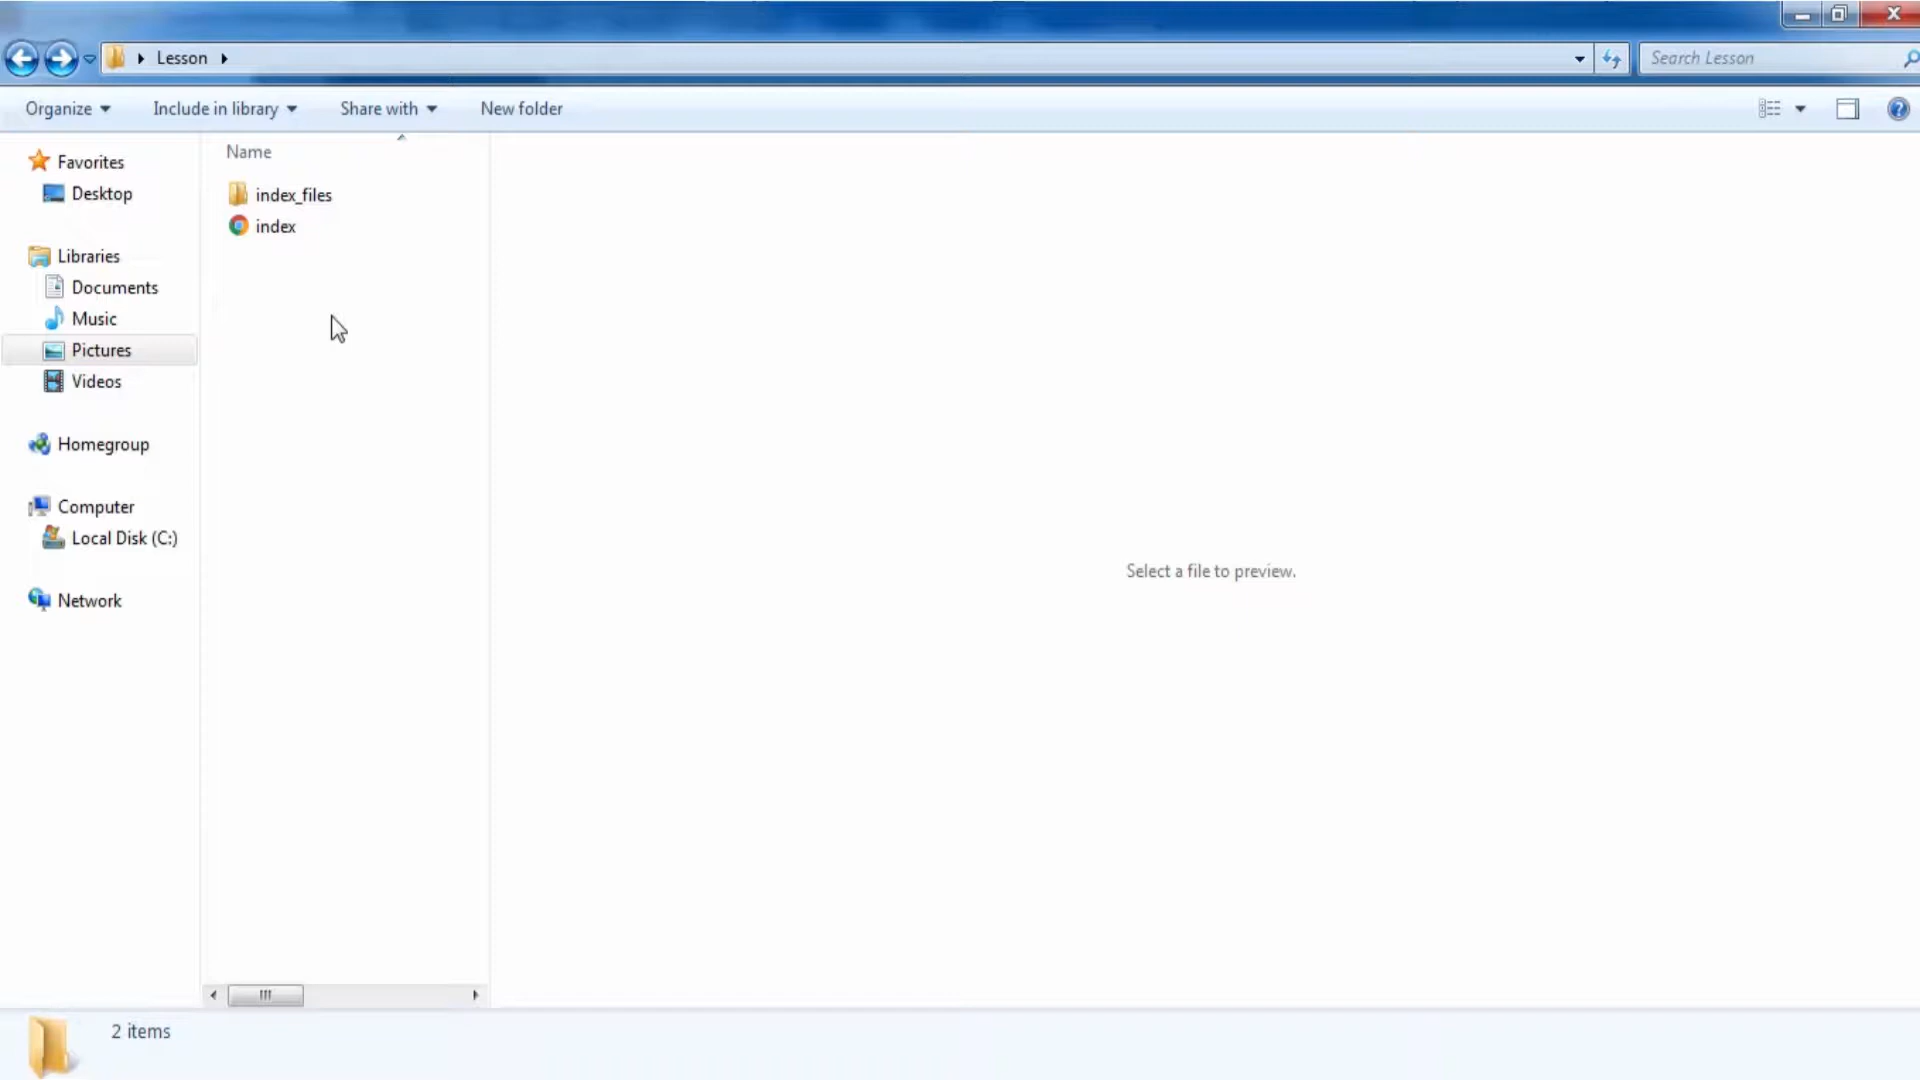 Lesson
Search Lesson
Organize
Include in library
Share with
New folder
Name
Favorites
Desktop
Libraries
Documents
Music
Pictures
Videos
Homegroup
Computer
Local Disk (C:)
Network
index_files
index
Select a file to preview.
2 items